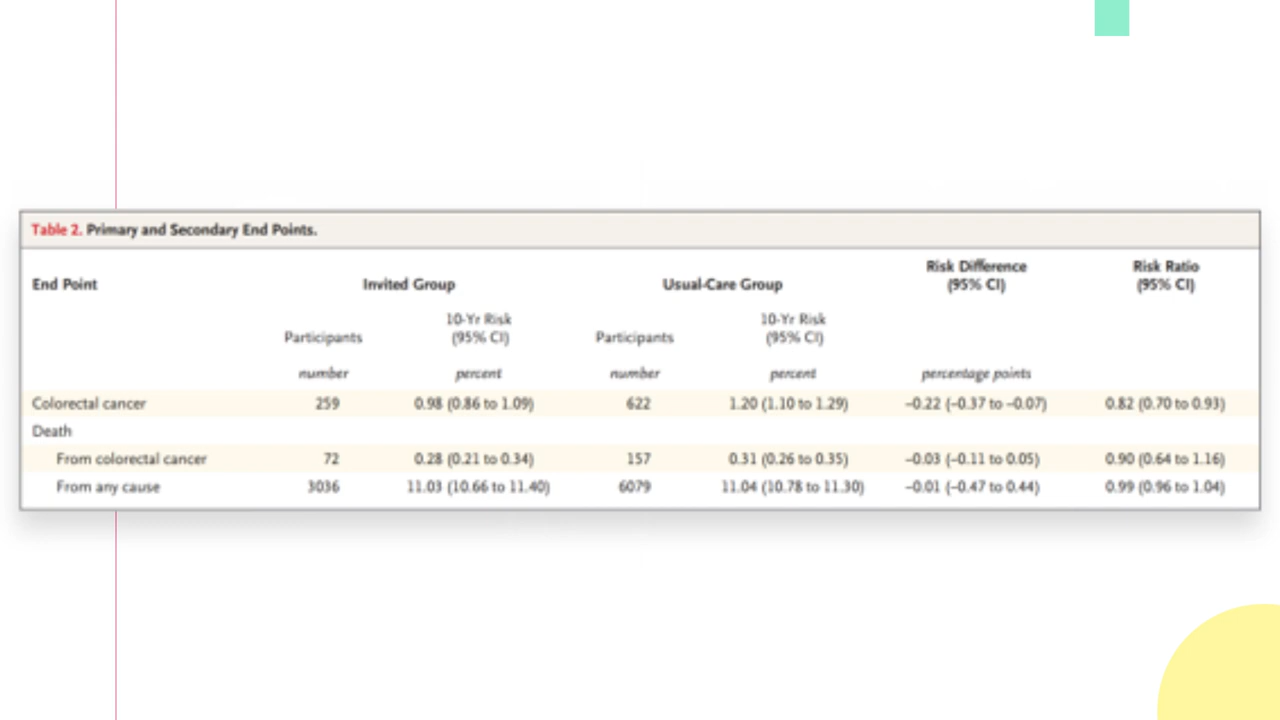 Table 2. Primary and Secondary End Points.
End Point Invited Group Usual-Care Group Risk Difference (95% CI) Risk Ratio (95% CI)
Participants 10-Yr Risk (95% CI) Participants 10-Yr Risk (95% CI)
number percent number percent percentage points
Colorectal cancer 259 0.98 (0.86 to 1.09) 622 1.20 (1.10 to 1.29) –0.22 (–0.37 to –0.07) 0.82 (0.70 to 0.93)
Death
From colorectal cancer 72 0.28 (0.21 to 0.34) 157 0.31 (0.26 to 0.35) –0.03 (–0.11 to 0.05) 0.90 (0.64 to 1.16)
From any cause 3036 11.03 (10.66 to 11.40) 6079 11.04 (10.78 to 11.30) –0.01 (–0.47 to 0.44) 0.99 (0.96 to 1.04)